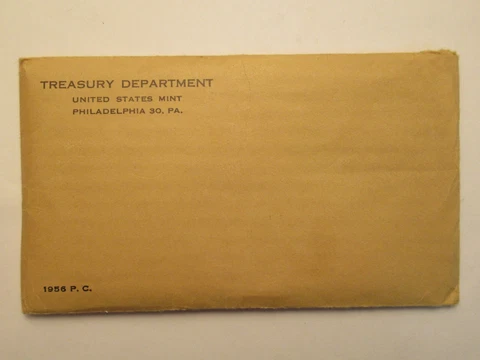 TREASURY DEPARTMENT
UNITED STATES MINT
PHILADELPHIA 30, PA.
1956 P. C.